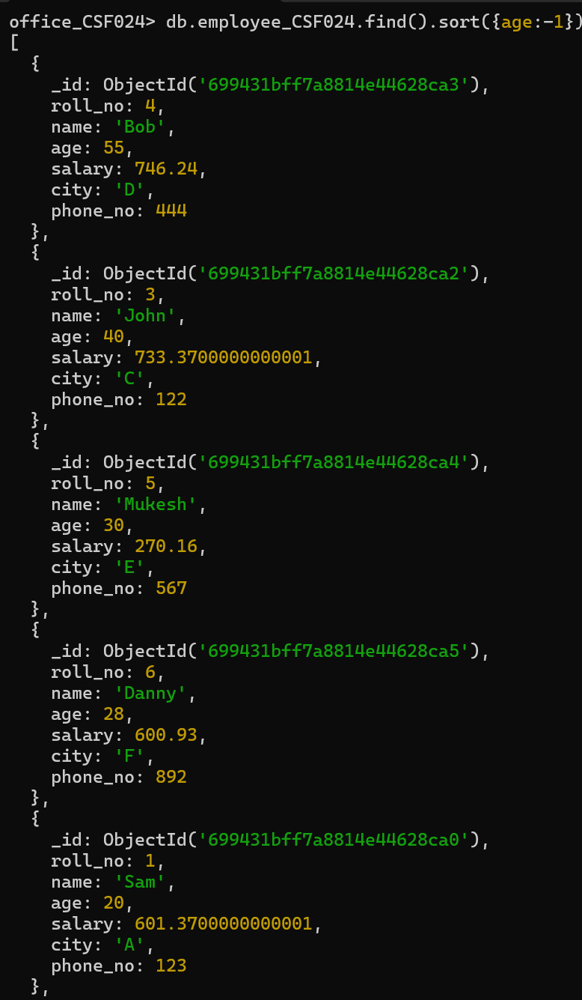 office_CSF024> db.employee_CSF024.find().sort({age:-1})
[
  {
    _id: ObjectId('699431bff7a8814e44628ca3'),
    roll_no: 4,
    name: 'Bob',
    age: 55,
    salary: 746.24,
    city: 'D',
    phone_no: 444
  },
  {
    _id: ObjectId('699431bff7a8814e44628ca2'),
    roll_no: 3,
    name: 'John',
    age: 40,
    salary: 733.3700000000001,
    city: 'C',
    phone_no: 122
  },
  {
    _id: ObjectId('699431bff7a8814e44628ca4'),
    roll_no: 5,
    name: 'Mukesh',
    age: 30,
    salary: 270.16,
    city: 'E',
    phone_no: 567
  },
  {
    _id: ObjectId('699431bff7a8814e44628ca5'),
    roll_no: 6,
    name: 'Danny',
    age: 28,
    salary: 600.93,
    city: 'F',
    phone_no: 892
  },
  {
    _id: ObjectId('699431bff7a8814e44628ca0'),
    roll_no: 1,
    name: 'Sam',
    age: 20,
    salary: 601.3700000000001,
    city: 'A',
    phone_no: 123
  },